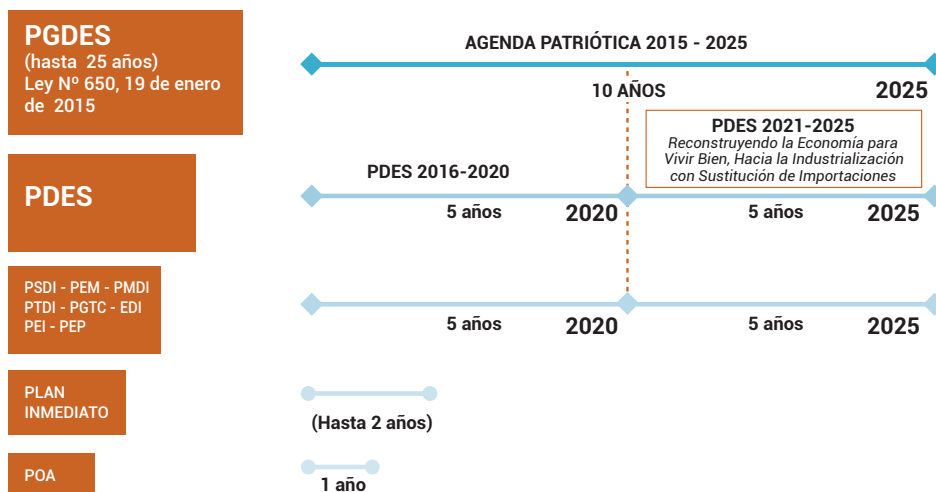 PGDES
(hasta 25 años)
Ley Nº 650, 19 de enero
de 2015
AGENDA PATRIÓTICA 2015 - 2025
10 AÑOS
2025
PDES
PDES 2016-2020
PDES 2021-2025
Reconstruyendo la Economía para
Vivir Bien, Hacia la Industrialización
con Sustitución de Importaciones
5 años
2020
5 años
2025
PSDI - PEM - PMDI
PTDI - PGTC - EDI
PEI - PEP
5 años
2020
5 años
2025
PLAN
INMEDIATO
(Hasta 2 años)
POA
1 año